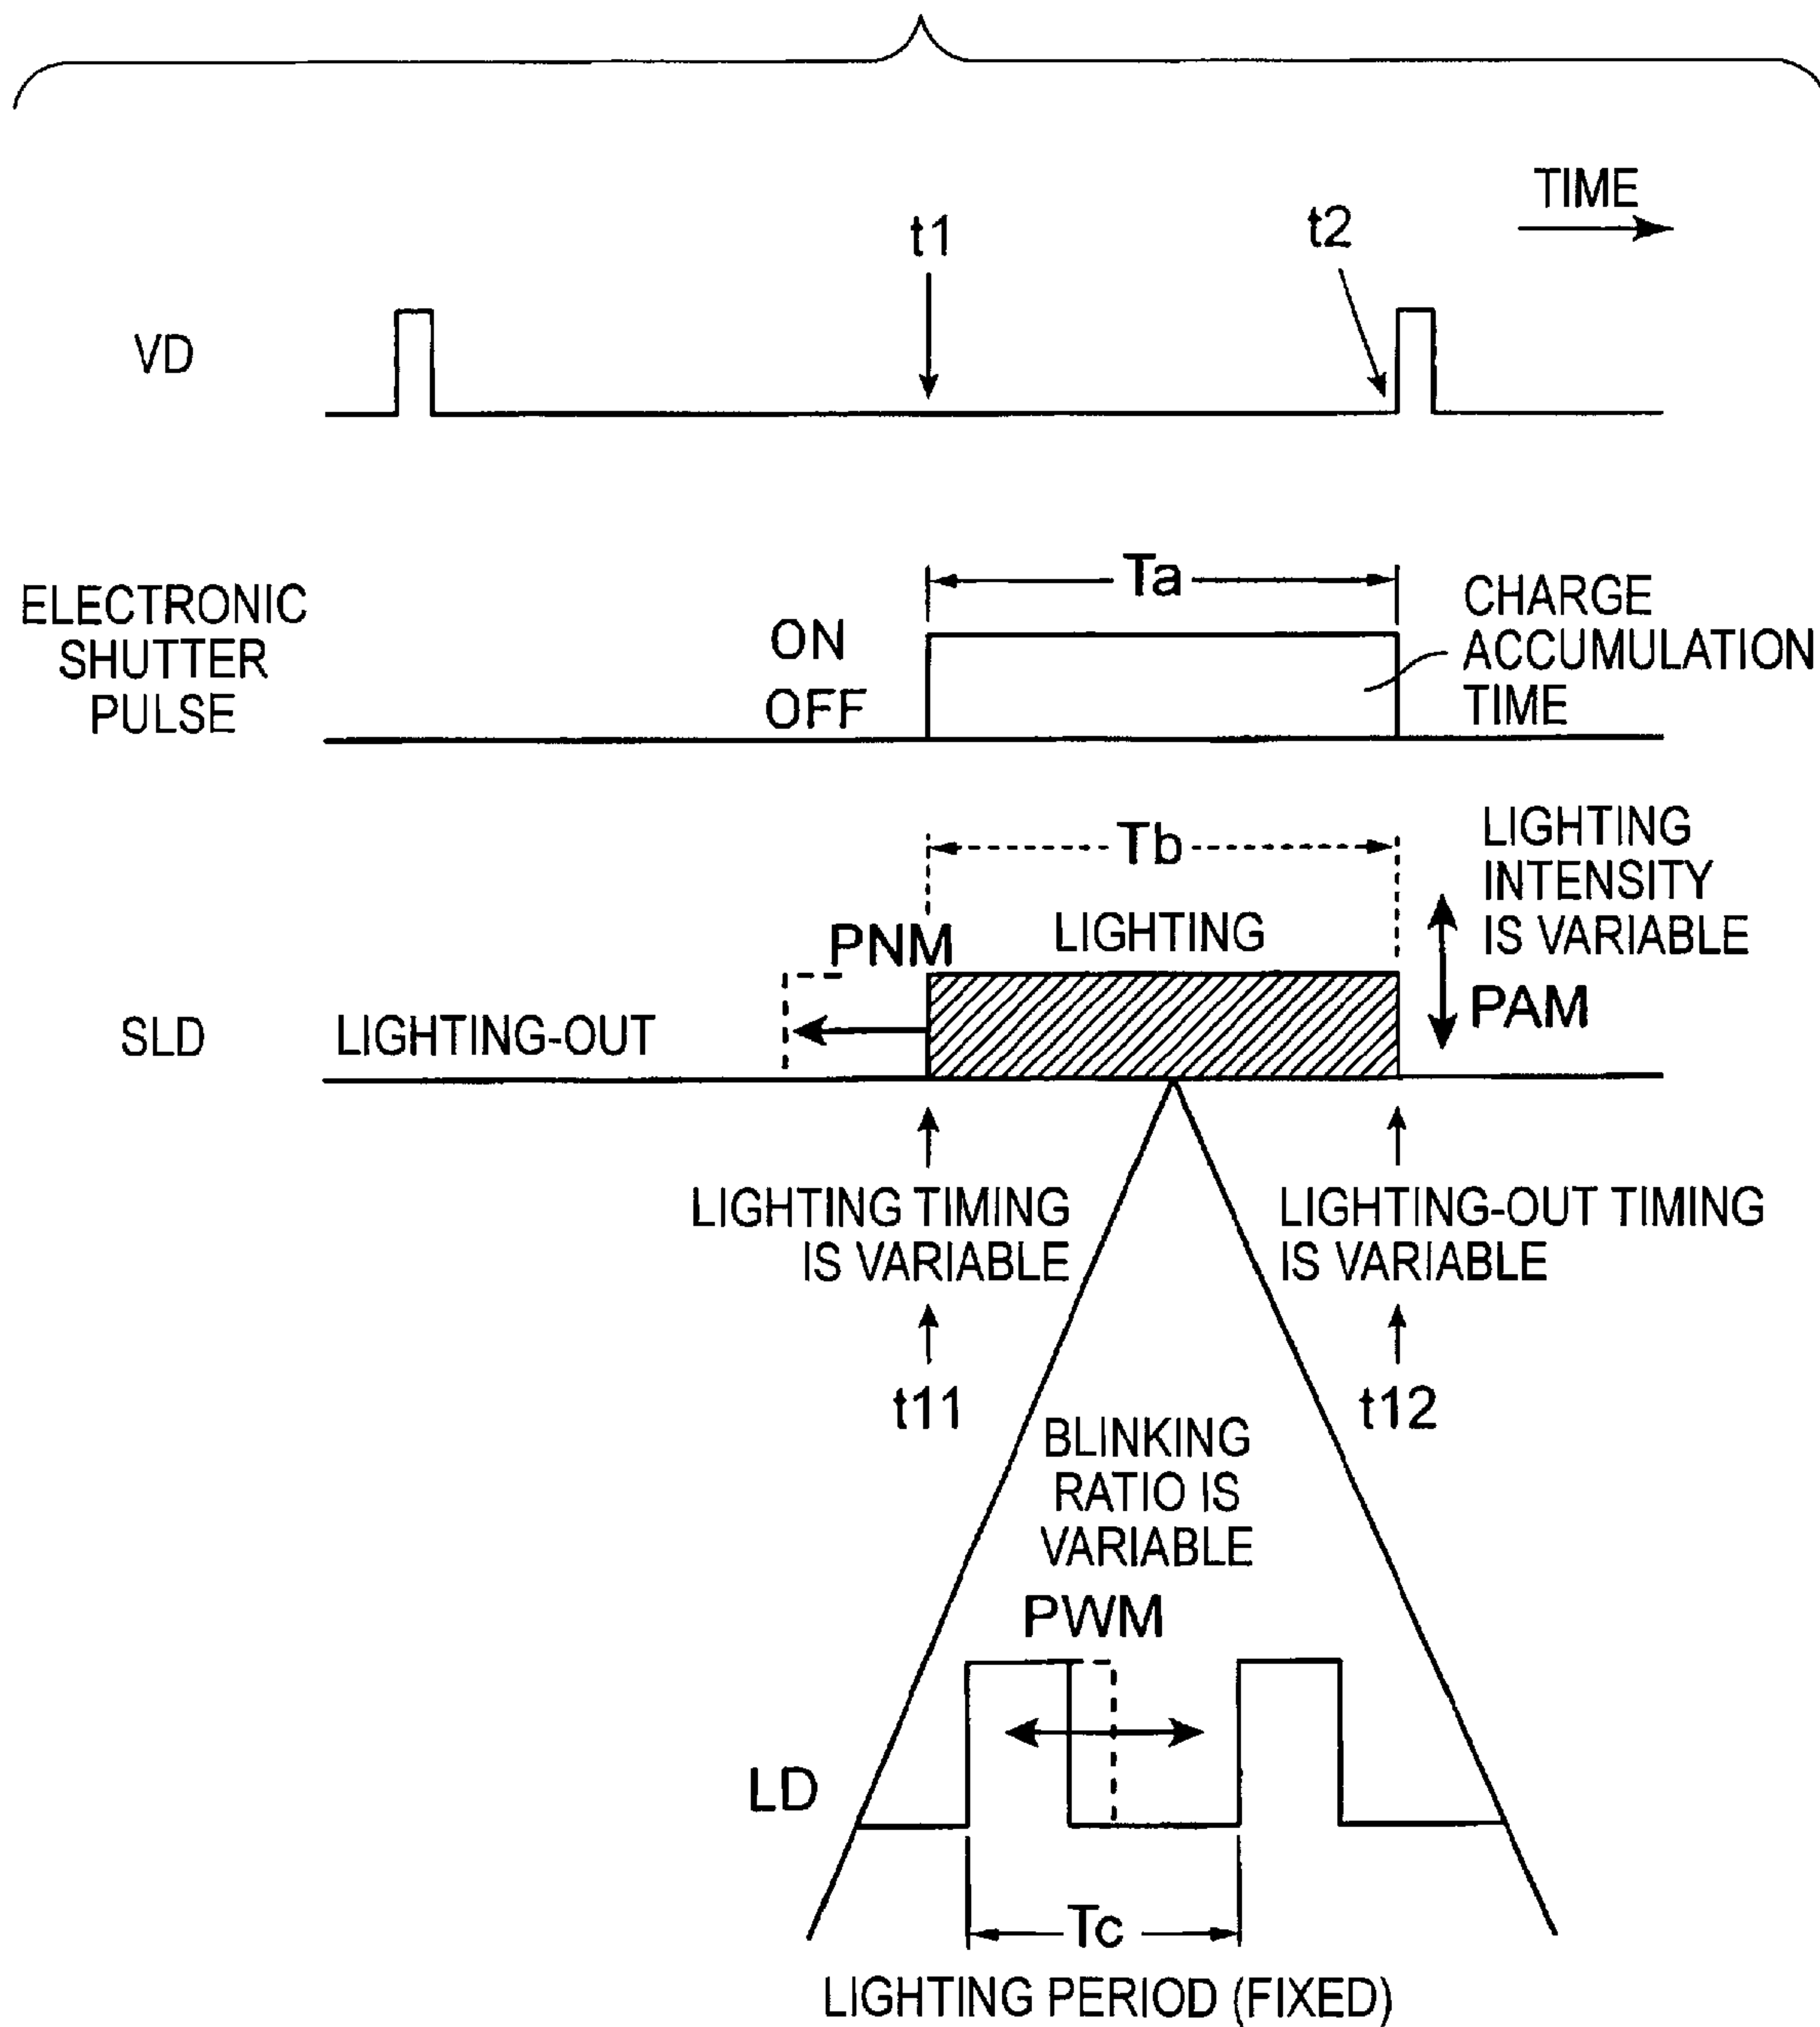 TIME
t1
t2
VD
Ta
ELECTRONIC
SHUTTER
PULSE
ON
OFF
CHARGE
ACCUMULATION
TIME
Tb
LIGHTING
INTENSITY
IS VARIABLE
PNM
LIGHTING
PAM
SLD
LIGHTING-OUT
LIGHTING TIMING
IS VARIABLE
LIGHTING-OUT TIMING
IS VARIABLE
t11
t12
BLINKING
RATIO IS
VARIABLE
PWM
LD
Tc
LIGHTING PERIOD (FIXED)